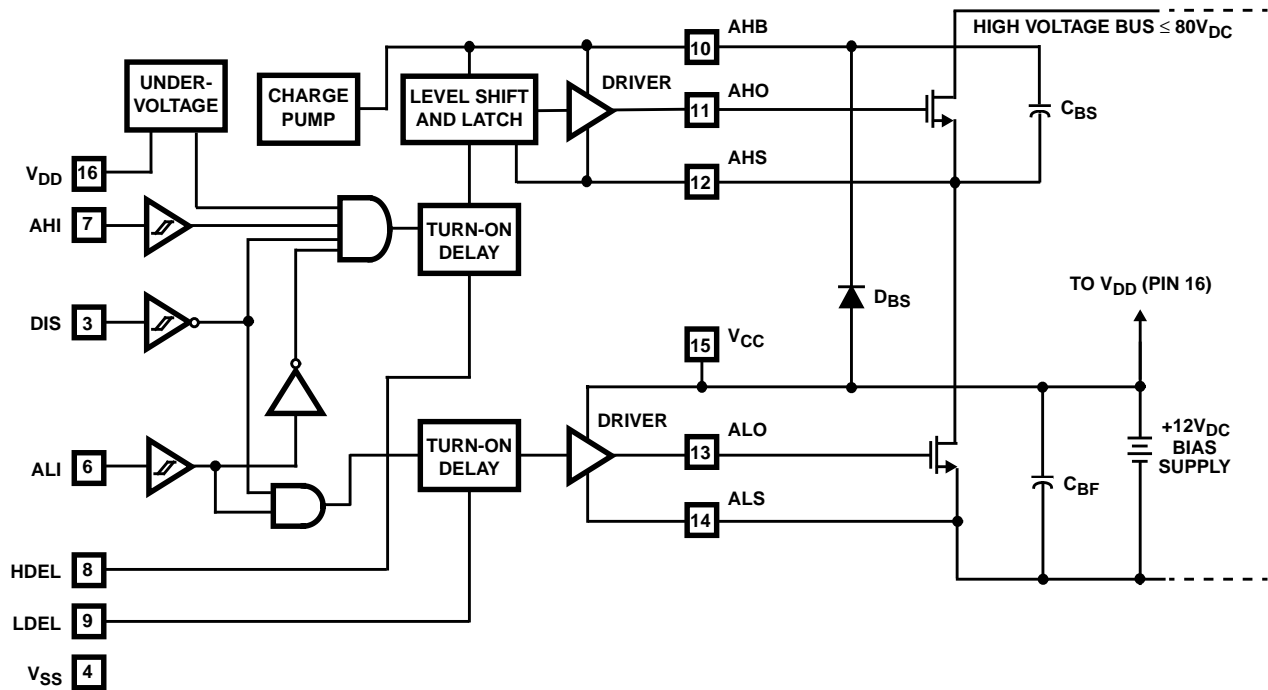 AHB
HIGH VOLTAGE BUS ≤ 80VDC
10
UNDER-
VOLTAGE
CHARGE
PUMP
LEVEL SHIFT
AND LATCH
DRIVER
AHO
11
CBS
AHS
VDD 16
12
AHI 7
TURN-ON
DELAY
DIS 3
DBS
TO VDD (PIN 16)
VCC
15
DRIVER
ALI 6
TURN-ON
DELAY
ALO
13
+12VDC
BIAS
SUPPLY
CBF
ALS
14
HDEL 8
LDEL 9
VSS 4